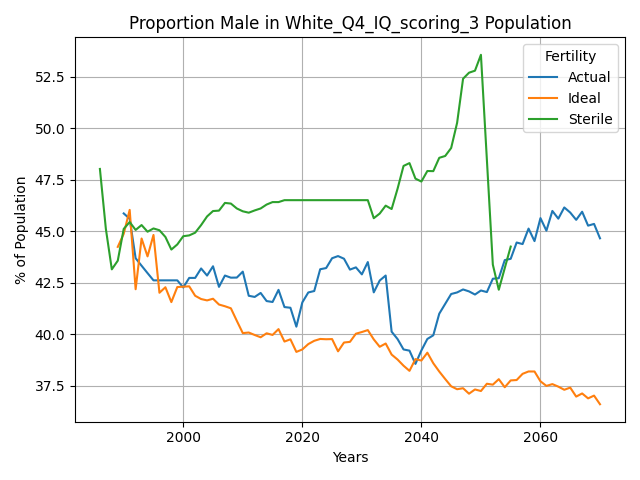 Proportion Male in White_Q4_IQ_scoring_3 Population
Fertility
Actual
Ideal
Sterile
% of Population
52.5
50.0
47.5
45.0
42.5
40.0
37.5
2000
2020
2040
2060
Years